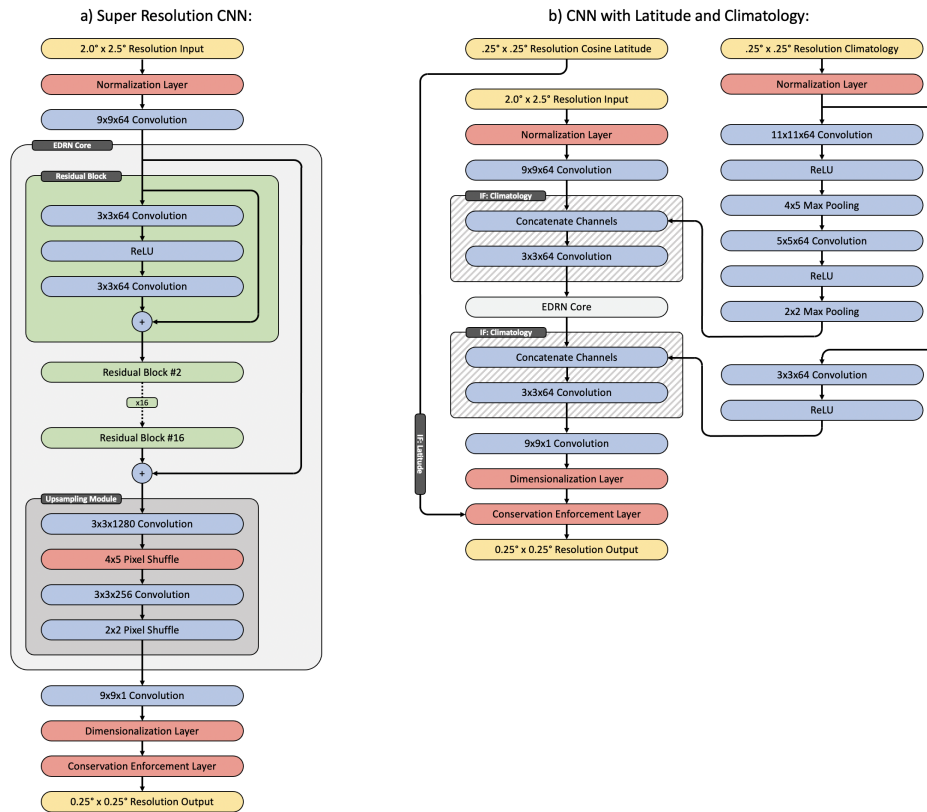 a) Super Resolution CNN:
2.0° x 2.5° Resolution Input
Normalization Layer
9x9x64 Convolution
EDRN Core
Residual Block
3x3x64 Convolution
ReLU
3x3x64 Convolution
+
Residual Block #2
x16
Residual Block #16
+
Upsampling Module
3x3x1280 Convolution
4x5 Pixel Shuffle
3x3x256 Convolution
2x2 Pixel Shuffle
9x9x1 Convolution
Dimensionalization Layer
Conservation Enforcement Layer
0.25° x 0.25° Resolution Output
b) CNN with Latitude and Climatology:
.25° x .25° Resolution Cosine Latitude
2.0° x 2.5° Resolution Input
Normalization Layer
9x9x64 Convolution
IF: Climatology
Concatenate Channels
3x3x64 Convolution
EDRN Core
IF: Climatology
Concatenate Channels
3x3x64 Convolution
9x9x1 Convolution
IF: Latitude
Dimensionalization Layer
Conservation Enforcement Layer
0.25° x 0.25° Resolution Output
.25° x .25° Resolution Climatology
Normalization Layer
11x11x64 Convolution
ReLU
4x5 Max Pooling
5x5x64 Convolution
ReLU
2x2 Max Pooling
3x3x64 Convolution
ReLU